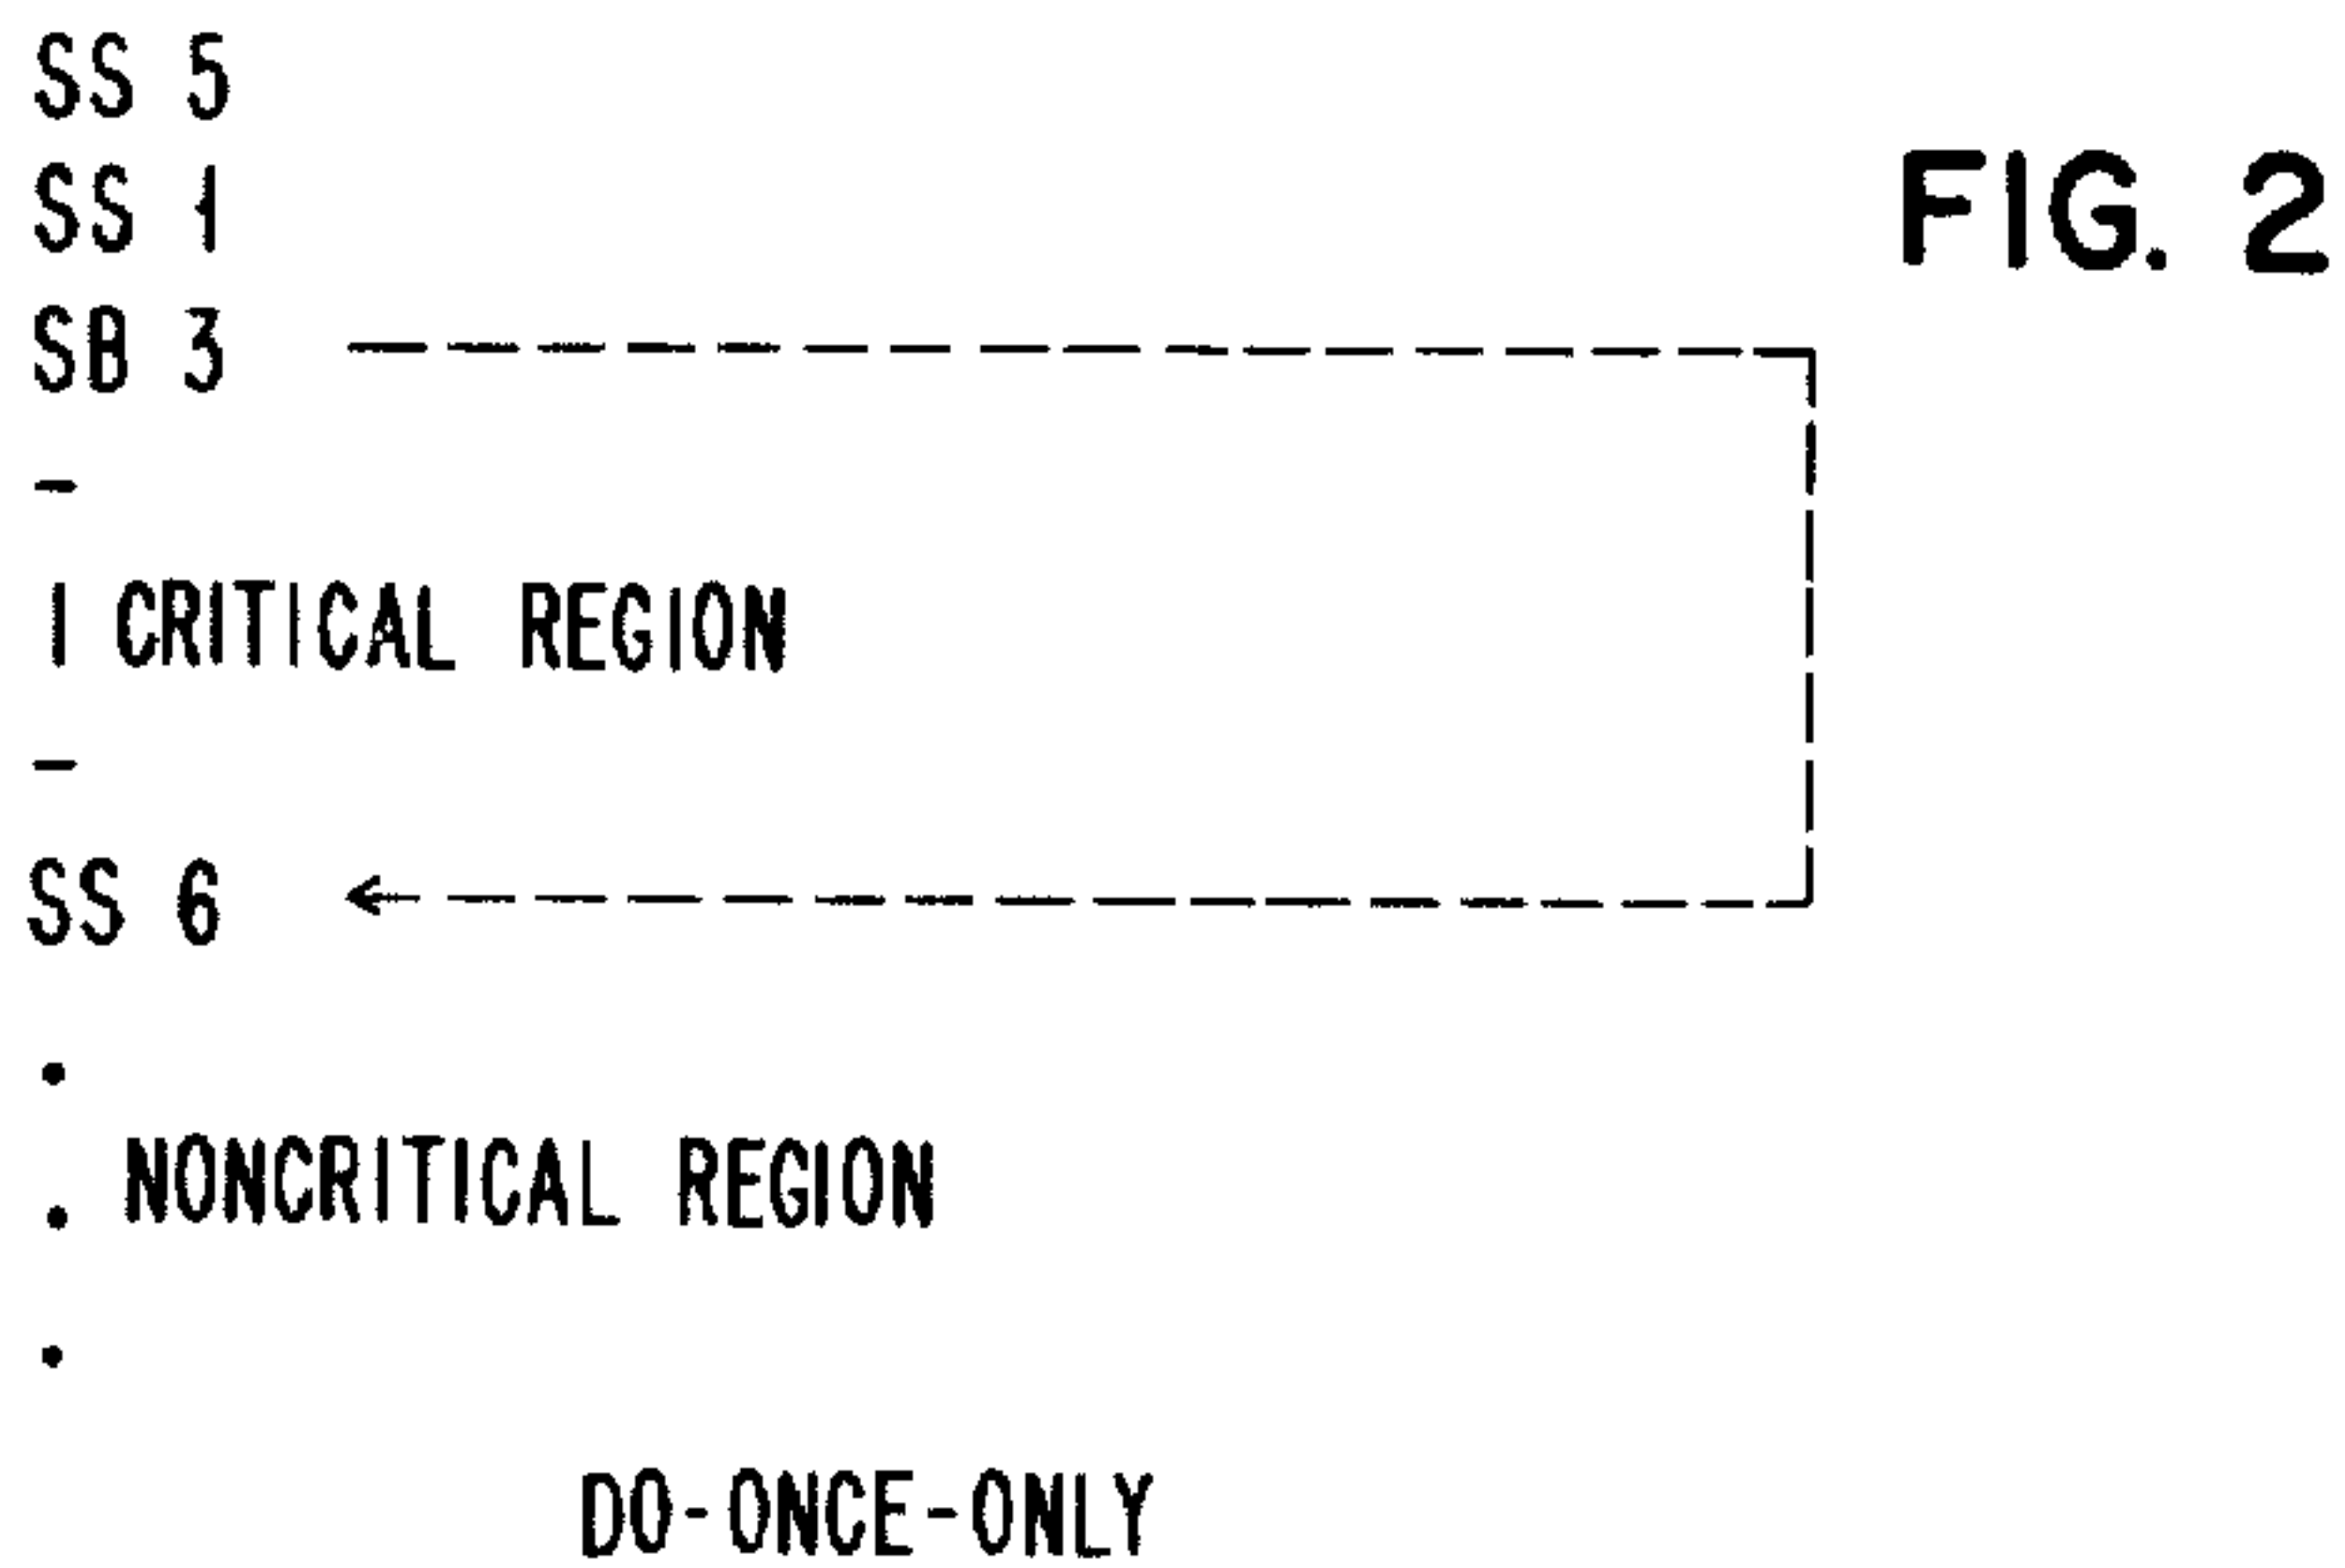 SS 5
SS 1
FIG. 2
SB 3
-
| CRITICAL REGION
-
SS 6
.
. NONCRITICAL REGION
.
DO-ONCE-ONLY